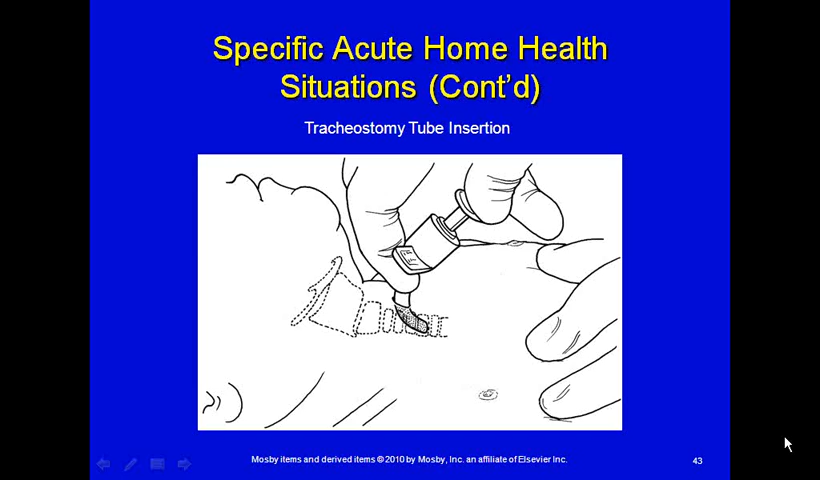 Specific Acute Home Health
Situations (Cont'd)
Tracheostomy Tube Insertion
Mosby items and derived items © 2010 by Mosby, Inc. an affiliate of Elsevier Inc.
43